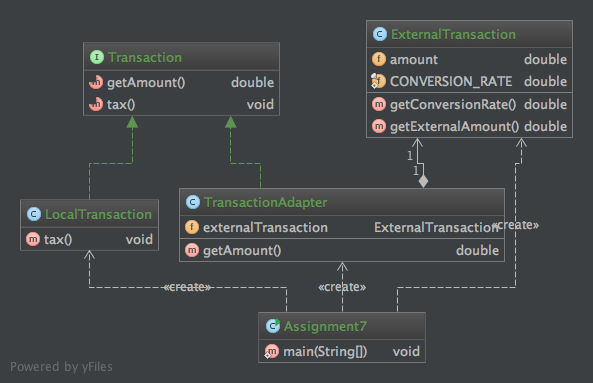 Transaction
getAmount() double
tax() void
ExternalTransaction
amount double
CONVERSION_RATE double
getConversionRate() double
getExternalAmount() double
1
1
LocalTransaction
tax() void
TransactionAdapter
externalTransaction ExternalTransaction
getAmount() double
«create»
«create»
«create»
Assignment7
main(String[]) void
Powered by yFiles